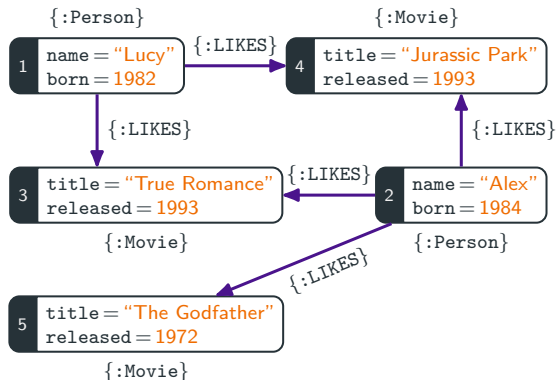 {:Person}
{:Movie}
1
name = “Lucy”
born = 1982
{:LIKES}
4
title = “Jurassic Park”
released = 1993
{:LIKES}
{:LIKES}
3
title = “True Romance”
released = 1993
{:LIKES}
2
name = “Alex”
born = 1984
{:Movie}
{:Person}
{:LIKES}
5
title = “The Godfather”
released = 1972
{:Movie}